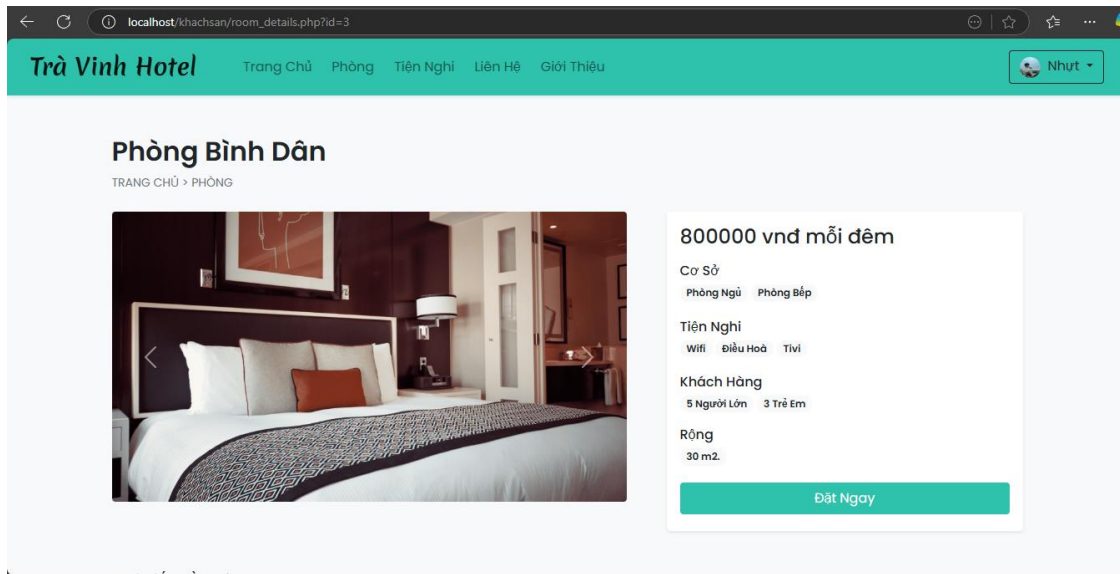 localhost/khachsan/room_details.php?id=3
Trà Vinh Hotel Trang Chủ Phòng Tiện Nghi Liên Hệ Giới Thiệu Nhựt
Phòng Bình Dân
TRANG CHỦ > PHÒNG
800000 vnđ mỗi đêm
Cơ Sở
Phòng Ngủ Phòng Bếp
Tiện Nghi
Wifi Điều Hoà Tivi
Khách Hàng
5 Người Lớn 3 Trẻ Em
Rộng
30 m2.
Đặt Ngay